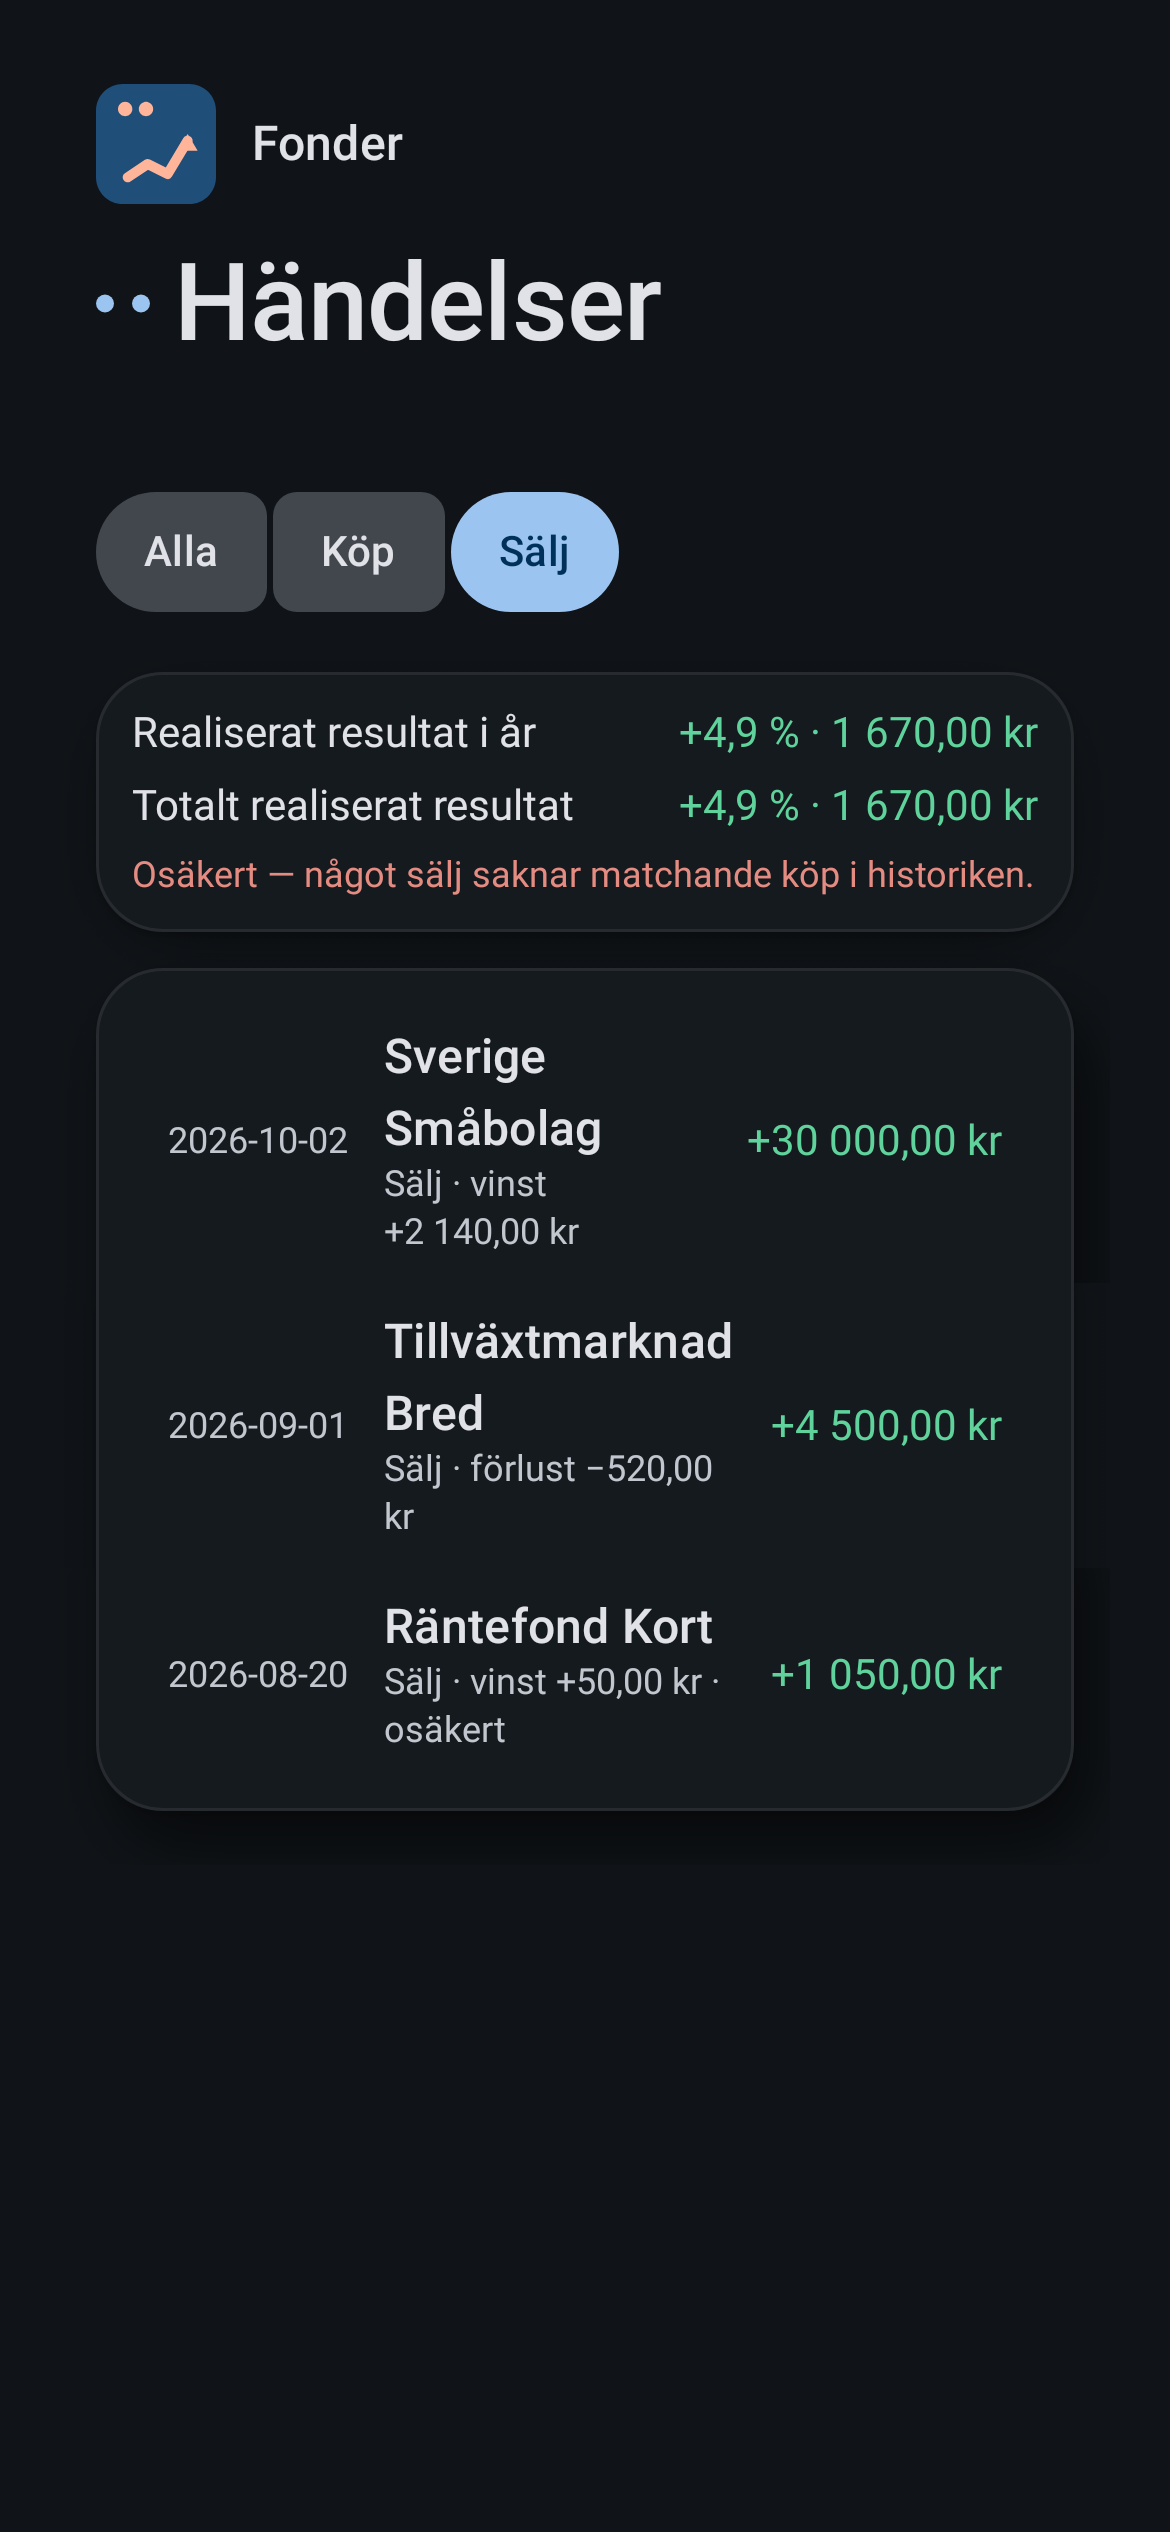 Fonder
Händelser
Alla
Köp
Sälj
Realiserat resultat i år
+4,9 % · 1 670,00 kr
Totalt realiserat resultat
+4,9 % · 1 670,00 kr
Osäkert — något sälj saknar matchande köp i historiken.
2026-10-02
Sverige
Småbolag
Sälj · vinst
+2 140,00 kr
+30 000,00 kr
2026-09-01
Tillväxtmarknad
Bred
Sälj · förlust −520,00
kr
+4 500,00 kr
2026-08-20
Räntefond Kort
Sälj · vinst +50,00 kr ·
osäkert
+1 050,00 kr